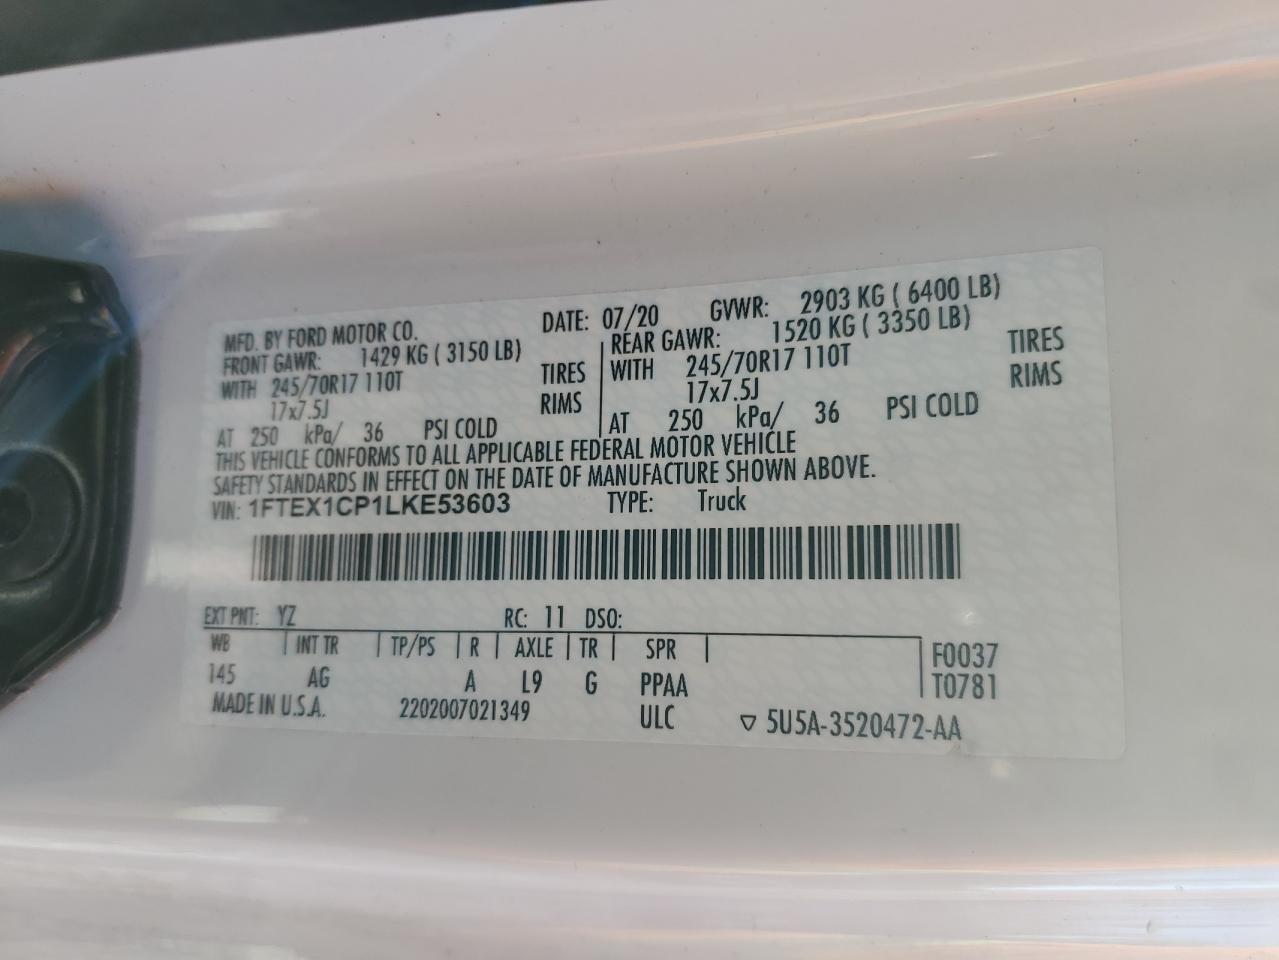 MFD. BY FORD MOTOR CO. DATE: 07/20 GVWR: 2903 KG ( 6400 LB)
FRONT GAWR: 1429 KG ( 3150 LB) REAR GAWR: 1520 KG ( 3350 LB)
WITH 245/70R17 110T TIRES WITH 245/70R17 110T TIRES
17x7.5J RIMS 17x7.5J RIMS
AT 250 kPa/ 36 PSI COLD AT 250 kPa/ 36 PSI COLD
THIS VEHICLE CONFORMS TO ALL APPLICABLE FEDERAL MOTOR VEHICLE
SAFETY STANDARDS IN EFFECT ON THE DATE OF MANUFACTURE SHOWN ABOVE.
VIN: 1FTEX1CP1LKE53603 TYPE: Truck
EXT PNT: YZ RC: 11 DSO:
WB INT TR TP/PS R AXLE TR SPR F0037
145 AG A L9 G PPAA T0781
MADE IN U.S.A. 2202007021349 ULC ▽ 5U5A-3520472-AA